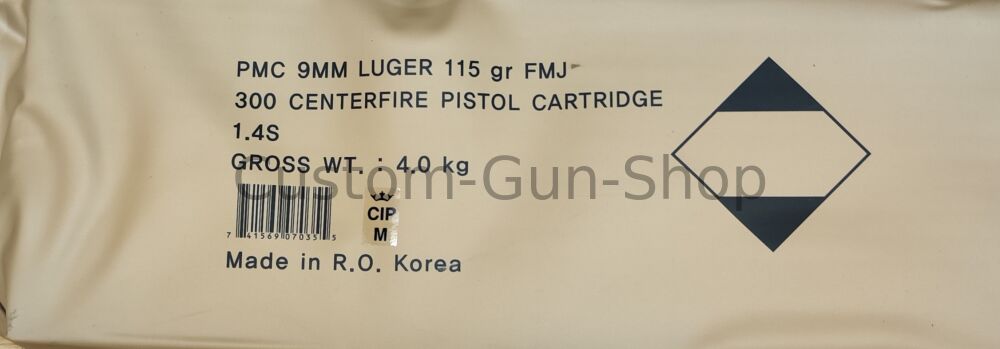 PMC 9MM LUGER 115 gr FMJ
300 CENTERFIRE PISTOL CARTRIDGE
1.4S
GROSS WT. : 4.0 kg
Custom-Gun-Shop
7 41569 07035 5
CIP
M
Made in R.O. Korea